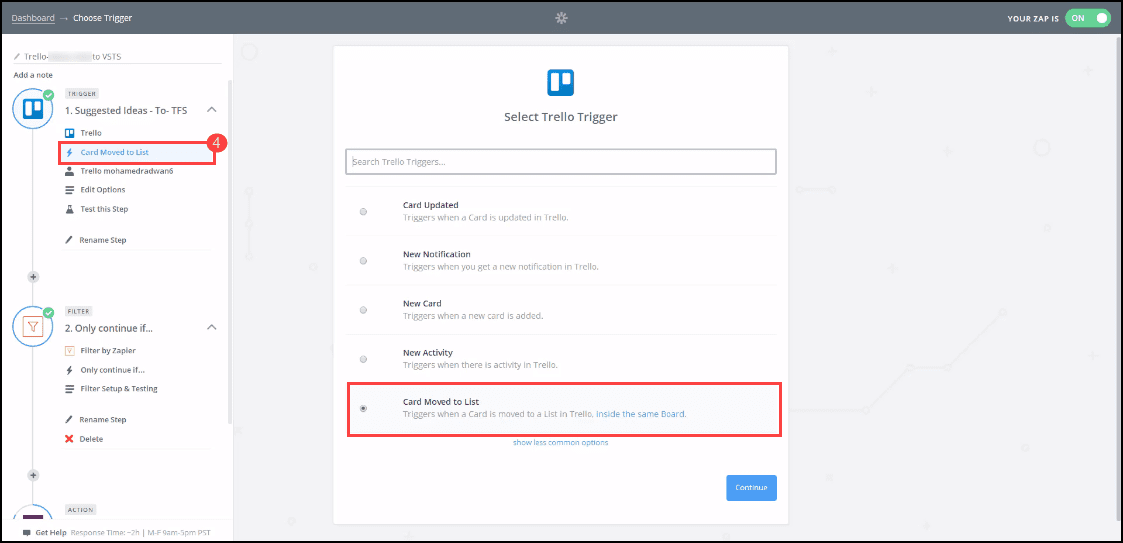 Dashboard → Choose Trigger
YOUR ZAP IS ON
Trello- to VSTS
Add a note
TRIGGER
1. Suggested Ideas - To- TFS
Trello
Card Moved to List
4
Trello mohamedradwan6
Edit Options
Test this Step
Rename Step
FILTER
2. Only continue if...
Filter by Zapier
Only continue if...
Filter Setup & Testing
Rename Step
Delete
ACTION
Get Help Response Time: ~2h | M-F 9am-5pm PST
Select Trello Trigger
Search Trello Triggers...
Card Updated
Triggers when a Card is updated in Trello.
New Notification
Triggers when you get a new notification in Trello.
New Card
Triggers when a new card is added.
New Activity
Triggers when there is activity in Trello.
Card Moved to List
Triggers when a Card is moved to a List in Trello, inside the same Board.
show less common options
Continue